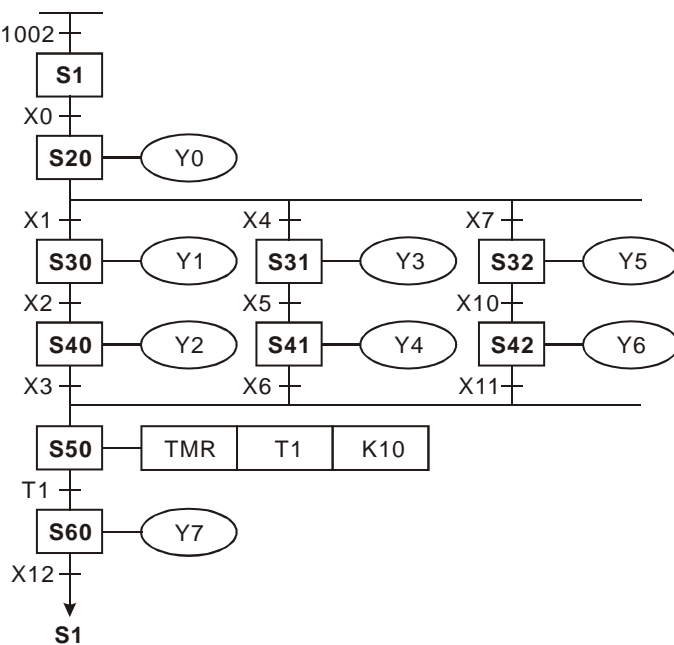 1002
S1
X0
S20 Y0
X1 X4 X7
S30 Y1 S31 Y3 S32 Y5
X2 X5 X10
S40 Y2 S41 Y4 S42 Y6
X3 X6 X11
S50 TMR T1 K10
T1
S60 Y7
X12
S1